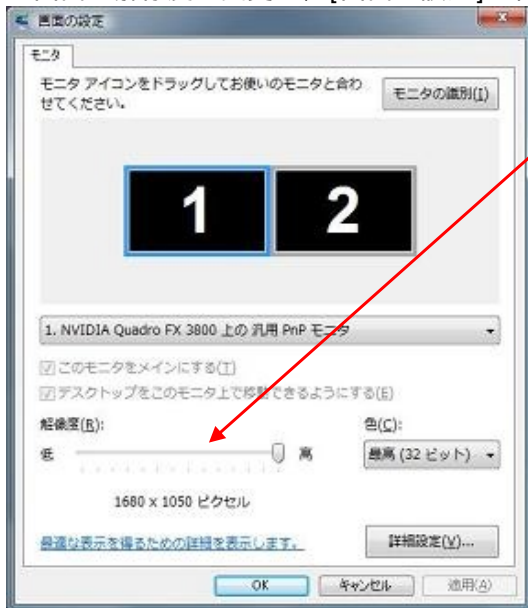 画面の設定
モニタ
モニタ アイコンをドラッグしてお使いのモニタと合わ
せてください。
モニタの識別(I)
1
2
1. NVIDIA Quadro FX 3800 上の 汎用 PnP モニタ
このモニタをメインにする(T)
デスクトップをこのモニタ上で移動できるようにする(E)
解像度(R):
色(C):
低
高
最高 (32 ビット)
1680 x 1050 ピクセル
最適な表示を得るための詳細を表示します。
詳細設定(V)...
OK
キャンセル
適用(A)